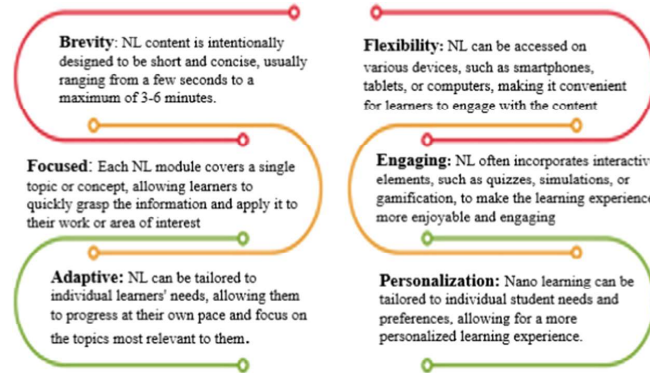 Brevity: NL content is intentionally
designed to be short and concise, usually
ranging from a few seconds to a
maximum of 3-6 minutes.
Flexibility: NL can be accessed on
various devices, such as smartphones,
tablets, or computers, making it convenient
for learners to engage with the content
Focused: Each NL module covers a single
topic or concept, allowing learners to
quickly grasp the information and apply it to
their work or area of interest
Engaging: NL often incorporates interactiv
elements, such as quizzes, simulations, or
gamification, to make the learning experience
more enjoyable and engaging
Adaptive: NL can be tailored to
individual learners' needs, allowing them
to progress at their own pace and focus on
the topics most relevant to them.
Personalization: Nano learning can be
tailored to individual student needs and
preferences, allowing for a more
personalized learning experience.